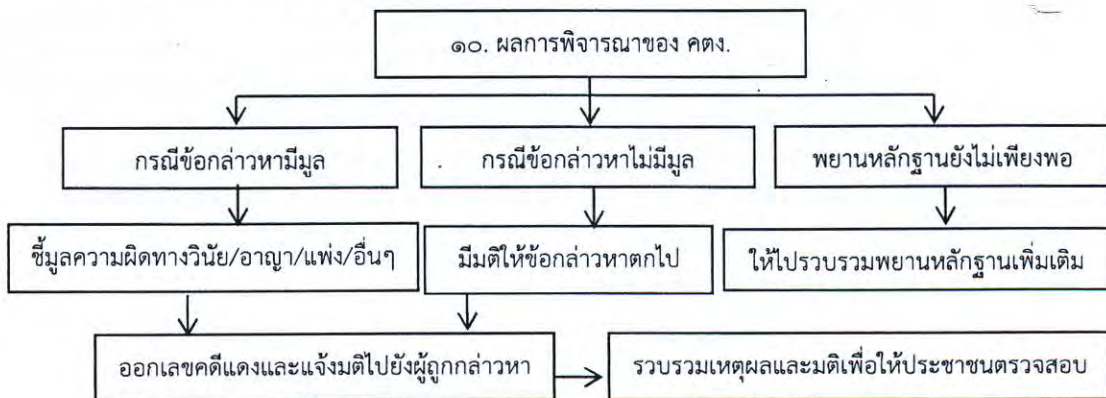 ๑๐. ผลการพิจารณาของ คตง.
กรณีข้อกล่าวหามีมูล
กรณีข้อกล่าวหาไม่มีมูล
พยานหลักฐานยังไม่เพียงพอ
ชี้มูลความผิดทางวินัย/อาญา/แพ่ง/อื่นๆ
มีมติให้ข้อกล่าวหาตกไป
ให้ไปรวบรวมพยานหลักฐานเพิ่มเติม
ออกเลขคดีแดงและแจ้งมติไปยังผู้ถูกกล่าวหา
รวบรวมเหตุผลและมติเพื่อให้ประชาชนตรวจสอบ